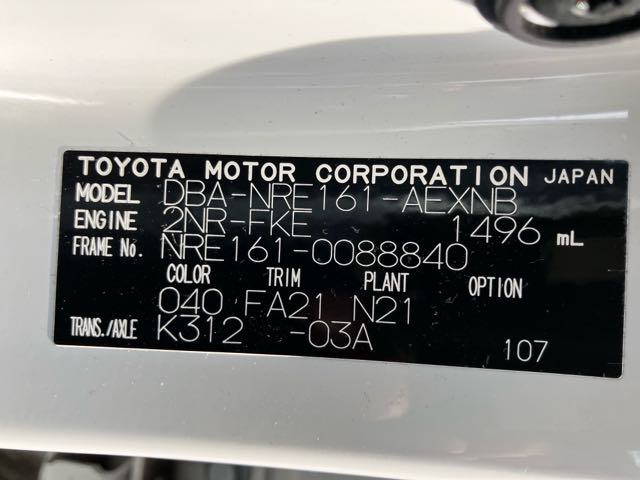 TOYOTA MOTOR CORPORATION JAPAN
MODEL DBA-NRE161-AEXNB
ENGINE 2NR-FKE 1496 mL
FRAME No. NRE161-0088840
COLOR TRIM PLANT OPTION
040 FA21 N21
TRANS./AXLE K312 -03A
107